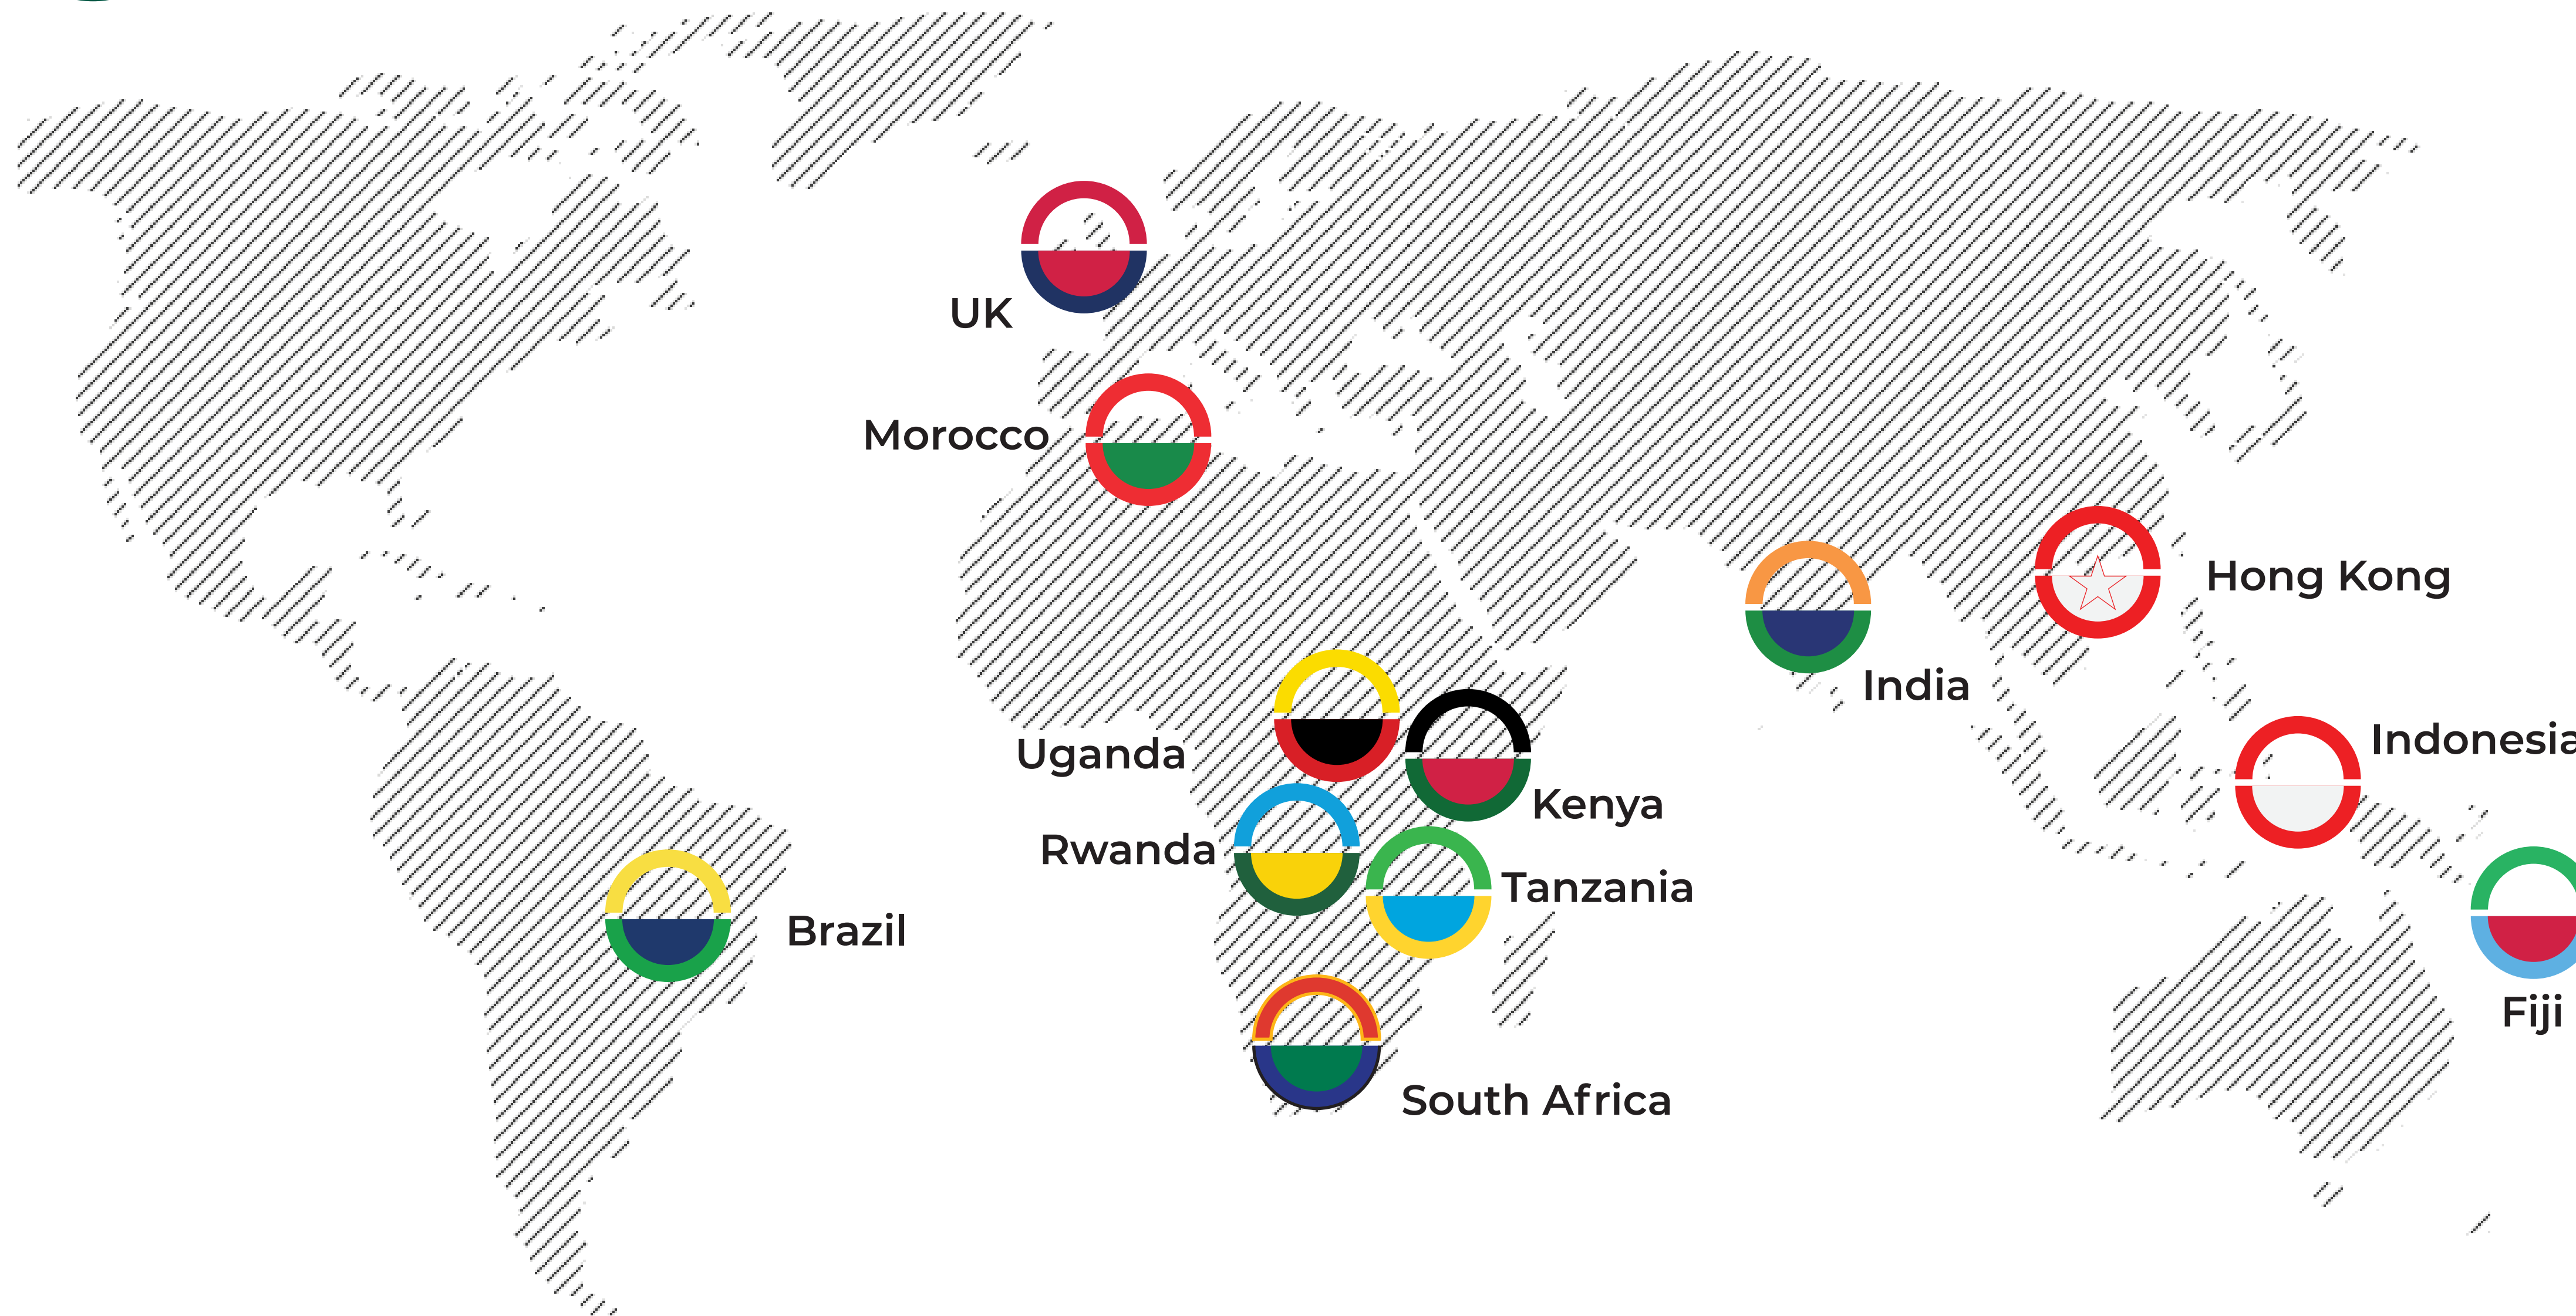 UK
Morocco
Hong Kong
India
Indonesia
Uganda
Kenya
Rwanda
Tanzania
Brazil
Fiji
South Africa